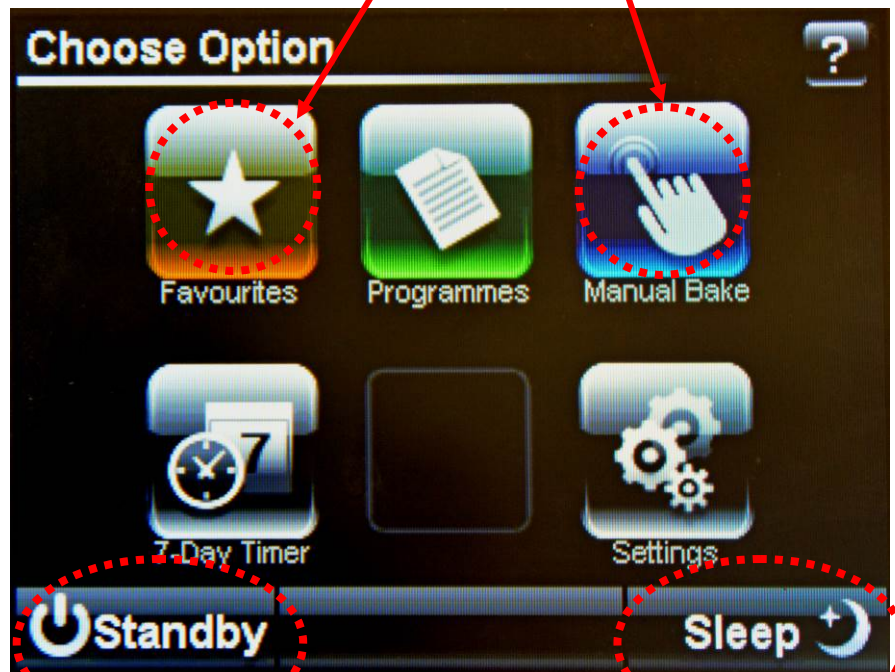 Choose Option
?
Favourites
Programmes
Manual Bake
7
7-Day Timer
Settings
Standby
Sleep